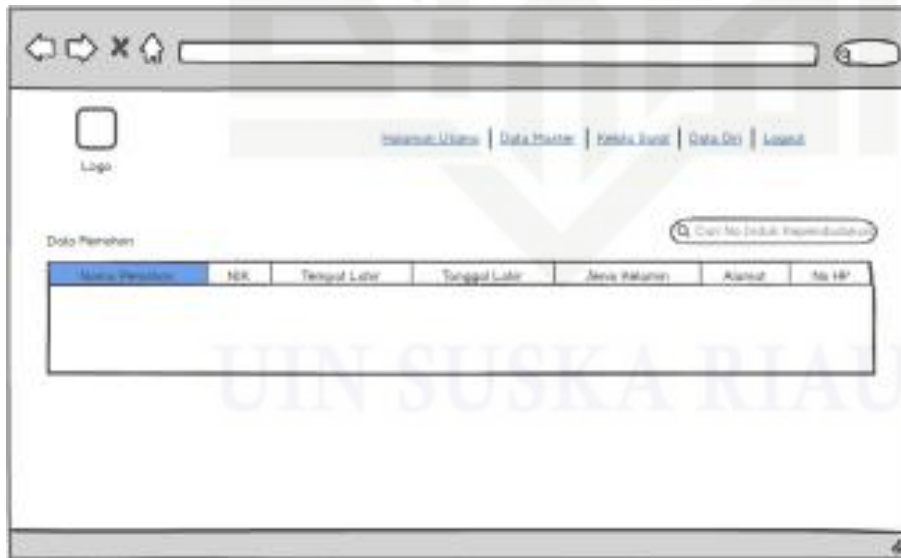 Halaman Utama | Data Master | Kelola Surat | Data Diri | Logout
Logo
Data Pemohon
Cari No Induk Kependudukan
Nama Pemohon NIK Tempat Lahir Tanggal Lahir Jenis Kelamin Alamat No HP
UIN SUSKA RIAU